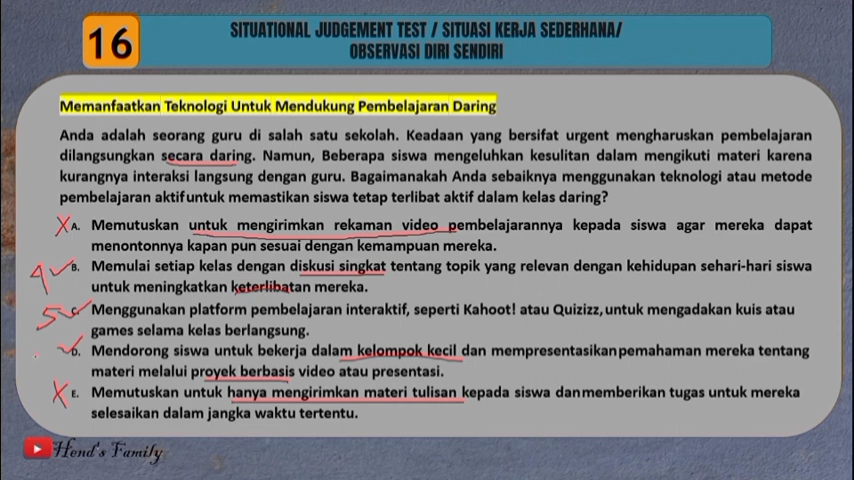 16
SITUATIONAL JUDGEMENT TEST / SITUASI KERJA SEDERHANA/
OBSERVASI DIRI SENDIRI
Memanfaatkan Teknologi Untuk Mendukung Pembelajaran Daring
Anda adalah seorang guru di salah satu sekolah. Keadaan yang bersifat urgent mengharuskan pembelajaran
dilangsungkan secara daring. Namun, Beberapa siswa mengeluhkan kesulitan dalam mengikuti materi karena
kurangnya interaksi langsung dengan guru. Bagaimanakah Anda sebaiknya menggunakan teknologi atau metode
pembelajaran aktifuntuk memastikan siswa tetap terlibat aktif dalam kelas daring?
X A. Memutuskan untuk mengirimkan rekaman video pembelajarannya kepada siswa agar mereka dapat
menontonnya kapan pun sesuai dengan kemampuan mereka.
4 ✓ B. Memulai setiap kelas dengan diskusi singkat tentang topik yang relevan dengan kehidupan sehari-hari siswa
untuk meningkatkan keterlibatan mereka.
5 ✓ C. Menggunakan platform pembelajaran interaktif, seperti Kahoot! atau Quizizz, untuk mengadakan kuis atau
games selama kelas berlangsung.
✓ D. Mendorong siswa untuk bekerja dalam kelompok kecil dan mempresentasikan pemahaman mereka tentang
materi melalui proyek berbasis video atau presentasi.
X E. Memutuskan untuk hanya mengirimkan materi tulisan kepada siswa dan memberikan tugas untuk mereka
selesaikan dalam jangka waktu tertentu.
Hend's Family